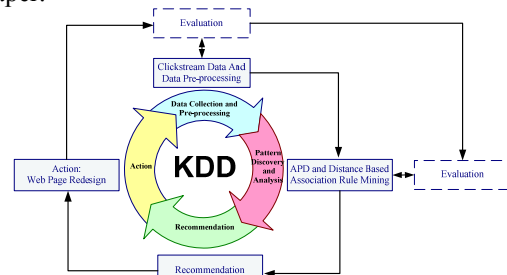 Evaluation
Clickstream Data And
Data Pre-processing
Data Collection and
Pre-processing
Pattern
Discovery
and
Analysis
Action
KDD
Recommendation
Action:
Web Page Redesign
APD and Distance Based
Association Rule Mining
Evaluation
Recommendation